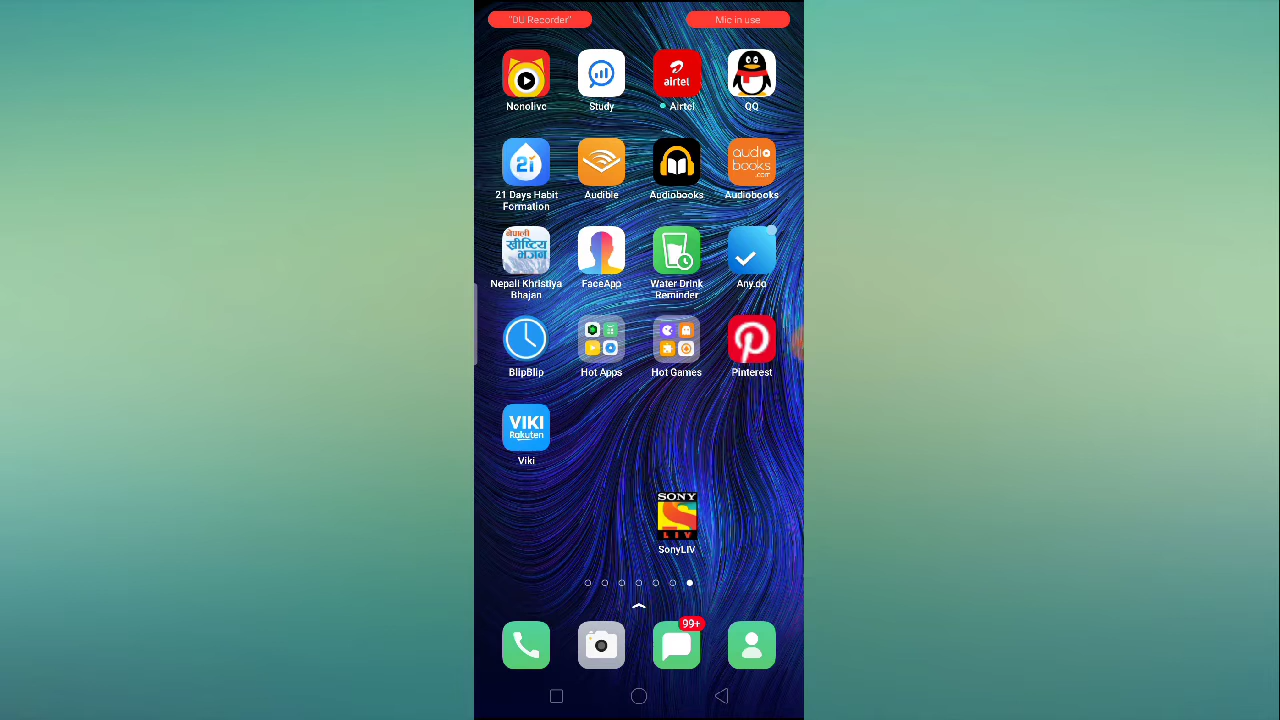 "DU Recorder"
Mic in use
airtel
Nonolive
Study
Airtel
QQ
21
audio
books
.com
21 Days Habit
Formation
Audible
Audiobooks
Audiobooks
नेपाली
ख्रीष्टिय
भजन
Nepali Khristiya
Bhajan
FaceApp
Water Drink
Reminder
Any.do
BlipBlip
Hot Apps
Hot Games
Pinterest
VIKI
Rakuten
Viki
SONY
LIV
SonyLIV
99+